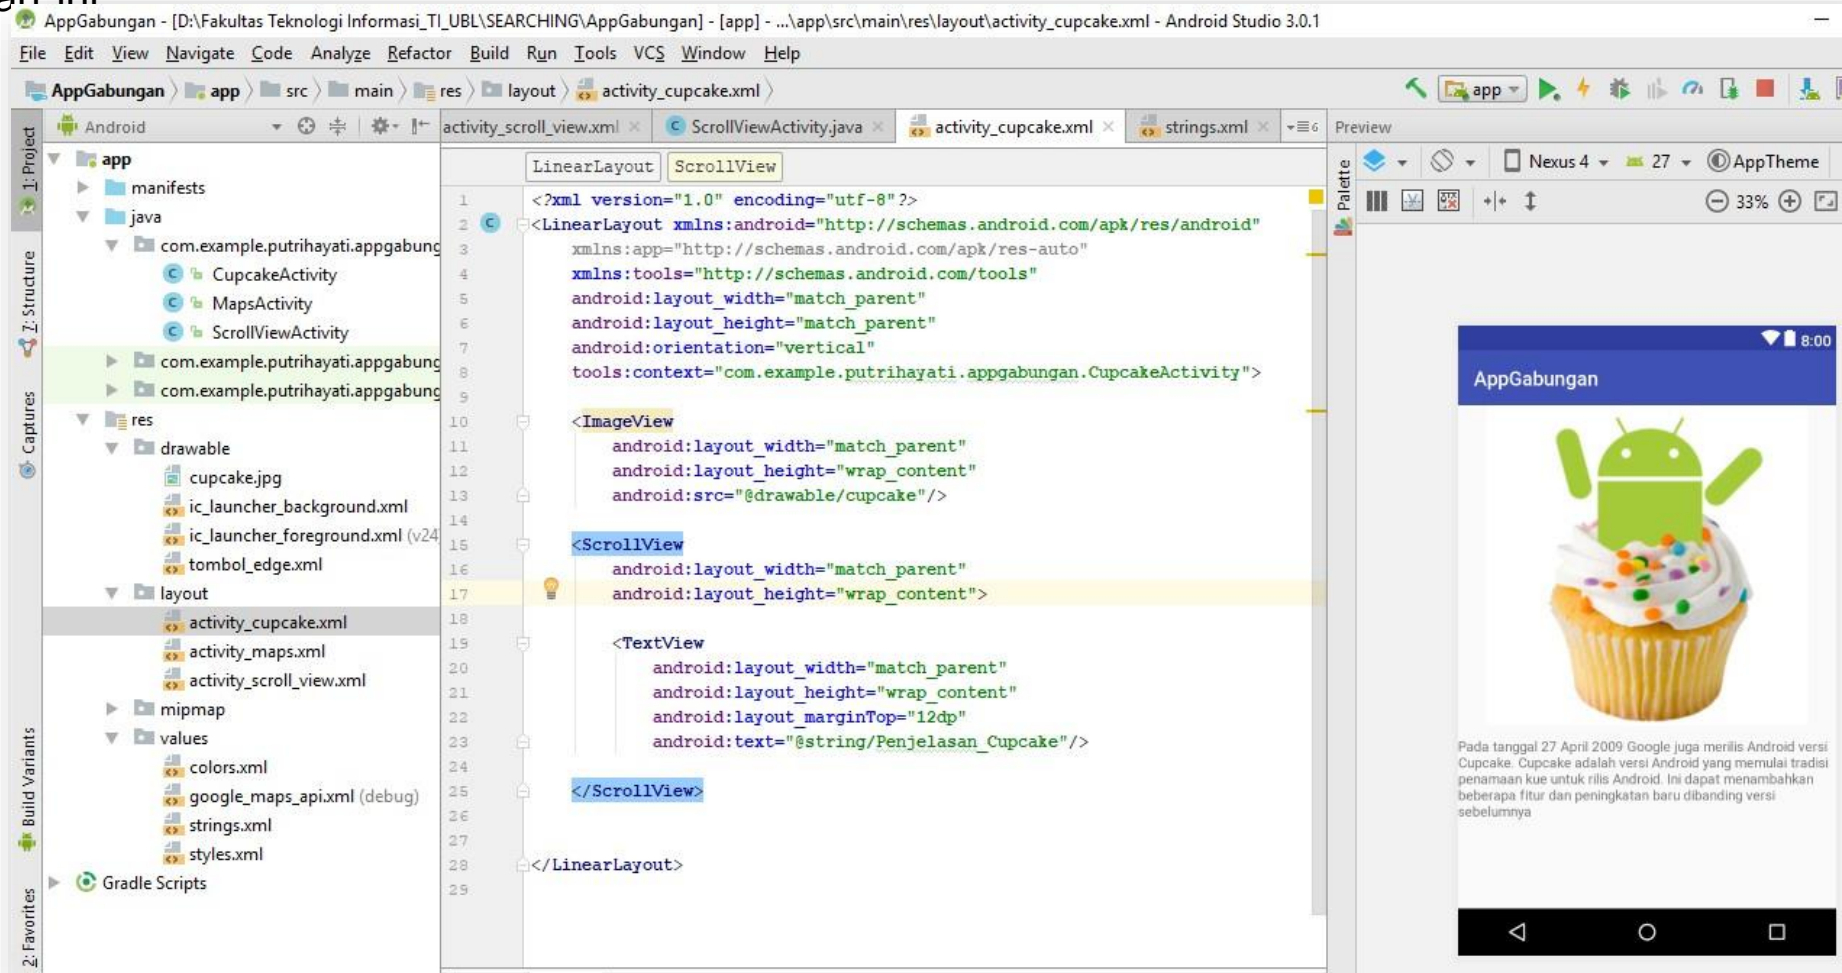 AppGabungan - [D:\Fakultas Teknologi Informasi_TI_UBL\SEARCHING\AppGabungan] - [app] - ...\app\src\main\res\layout\activity_cupcake.xml - Android Studio 3.0.1
File Edit View Navigate Code Analyze Refactor Build Run Tools VCS Window Help
AppGabungan app src main res layout activity_cupcake.xml
app
Android
activity_scroll_view.xml ScrollViewActivity.java activity_cupcake.xml strings.xml 6
Preview
1: Project
7: Structure
Captures
Build Variants
2: Favorites
app
manifests
java
com.example.putrihayati.appgabung
CupcakeActivity
MapsActivity
ScrollViewActivity
com.example.putrihayati.appgabung
com.example.putrihayati.appgabung
res
drawable
cupcake.jpg
ic_launcher_background.xml
ic_launcher_foreground.xml (v24
tombol_edge.xml
layout
activity_cupcake.xml
activity_maps.xml
activity_scroll_view.xml
mipmap
values
colors.xml
google_maps_api.xml (debug)
strings.xml
styles.xml
Gradle Scripts
LinearLayout ScrollView
1 <?xml version="1.0" encoding="utf-8"?>
2 <LinearLayout xmlns:android="http://schemas.android.com/apk/res/android"
3 xmlns:app="http://schemas.android.com/apk/res-auto"
4 xmlns:tools="http://schemas.android.com/tools"
5 android:layout_width="match_parent"
6 android:layout_height="match_parent"
7 android:orientation="vertical"
8 tools:context="com.example.putrihayati.appgabungan.CupcakeActivity">
9
10 <ImageView
11 android:layout_width="match_parent"
12 android:layout_height="wrap_content"
13 android:src="@drawable/cupcake"/>
14
15 <ScrollView
16 android:layout_width="match_parent"
17 android:layout_height="wrap_content">
18
19 <TextView
20 android:layout_width="match_parent"
21 android:layout_height="wrap_content"
22 android:layout_marginTop="12dp"
23 android:text="@string/Penjelasan_Cupcake"/>
24
25 </ScrollView>
26
27
28 </LinearLayout>
29
Palette
Nexus 4 27 AppTheme
33%
8:00
AppGabungan
Pada tanggal 27 April 2009 Google juga merilis Android versi
Cupcake. Cupcake adalah versi Android yang memulai tradisi
penamaan kue untuk rilis Android. Ini dapat menambahkan
beberapa fitur dan peningkatan baru dibanding versi
sebelumnya